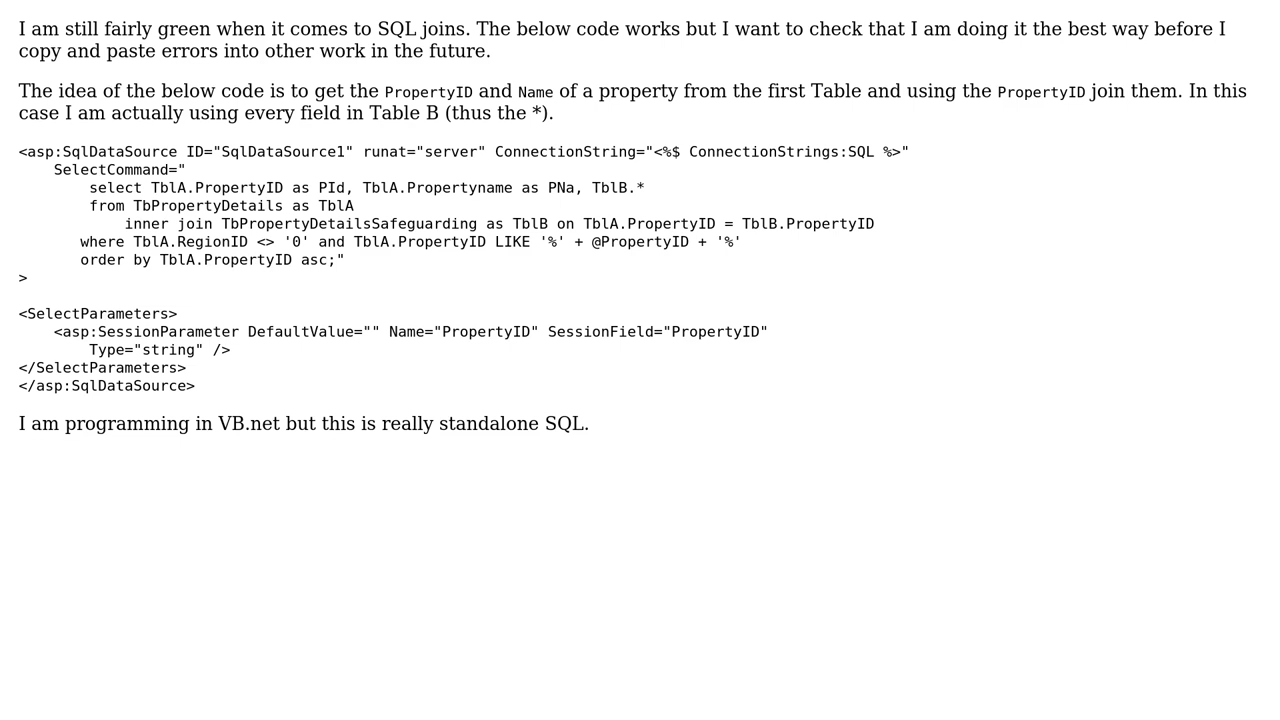 I am still fairly green when it comes to SQL joins. The below code works but I want to check that I am doing it the best way before I
copy and paste errors into other work in the future.
The idea of the below code is to get the PropertyID and Name of a property from the first Table and using the PropertyID join them. In this
case I am actually using every field in Table B (thus the *).
<asp:SqlDataSource ID="SqlDataSource1" runat="server" ConnectionString="<%$ ConnectionStrings:SQL %>"
    SelectCommand="
        select TblA.PropertyID as PId, TblA.Propertyname as PNa, TblB.*
        from TbPropertyDetails as TblA
            inner join TbPropertyDetailsSafeguarding as TblB on TblA.PropertyID = TblB.PropertyID
       where TblA.RegionID <> '0' and TblA.PropertyID LIKE '%' + @PropertyID + '%'
       order by TblA.PropertyID asc;"
>
<SelectParameters>
    <asp:SessionParameter DefaultValue="" Name="PropertyID" SessionField="PropertyID"
        Type="string" />
</SelectParameters>
</asp:SqlDataSource>
I am programming in VB.net but this is really standalone SQL.